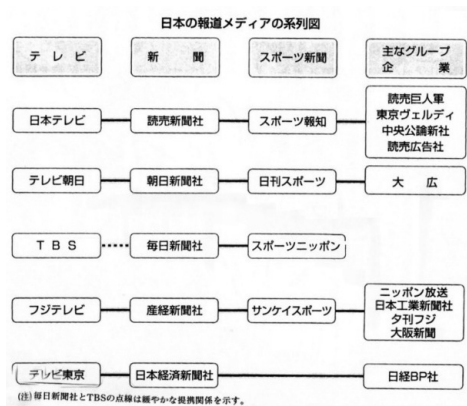 日本の報道メディアの系列図
テレビ 新聞 スポーツ新聞 主なグループ
企業
日本テレビ 読売新聞社 スポーツ報知 読売巨人軍
東京ヴェルディ
中央公論新社
読売広告社
テレビ朝日 朝日新聞社 日刊スポーツ 大広
TBS 毎日新聞社 スポーツニッポン
フジテレビ 産経新聞社 サンケイスポーツ ニッポン放送
日本工業新聞社
夕刊フジ
大阪新聞
テレビ東京 日本経済新聞社 日経BP社
(注)毎日新聞社とTBSの点線は緩やかな提携関係を示す。